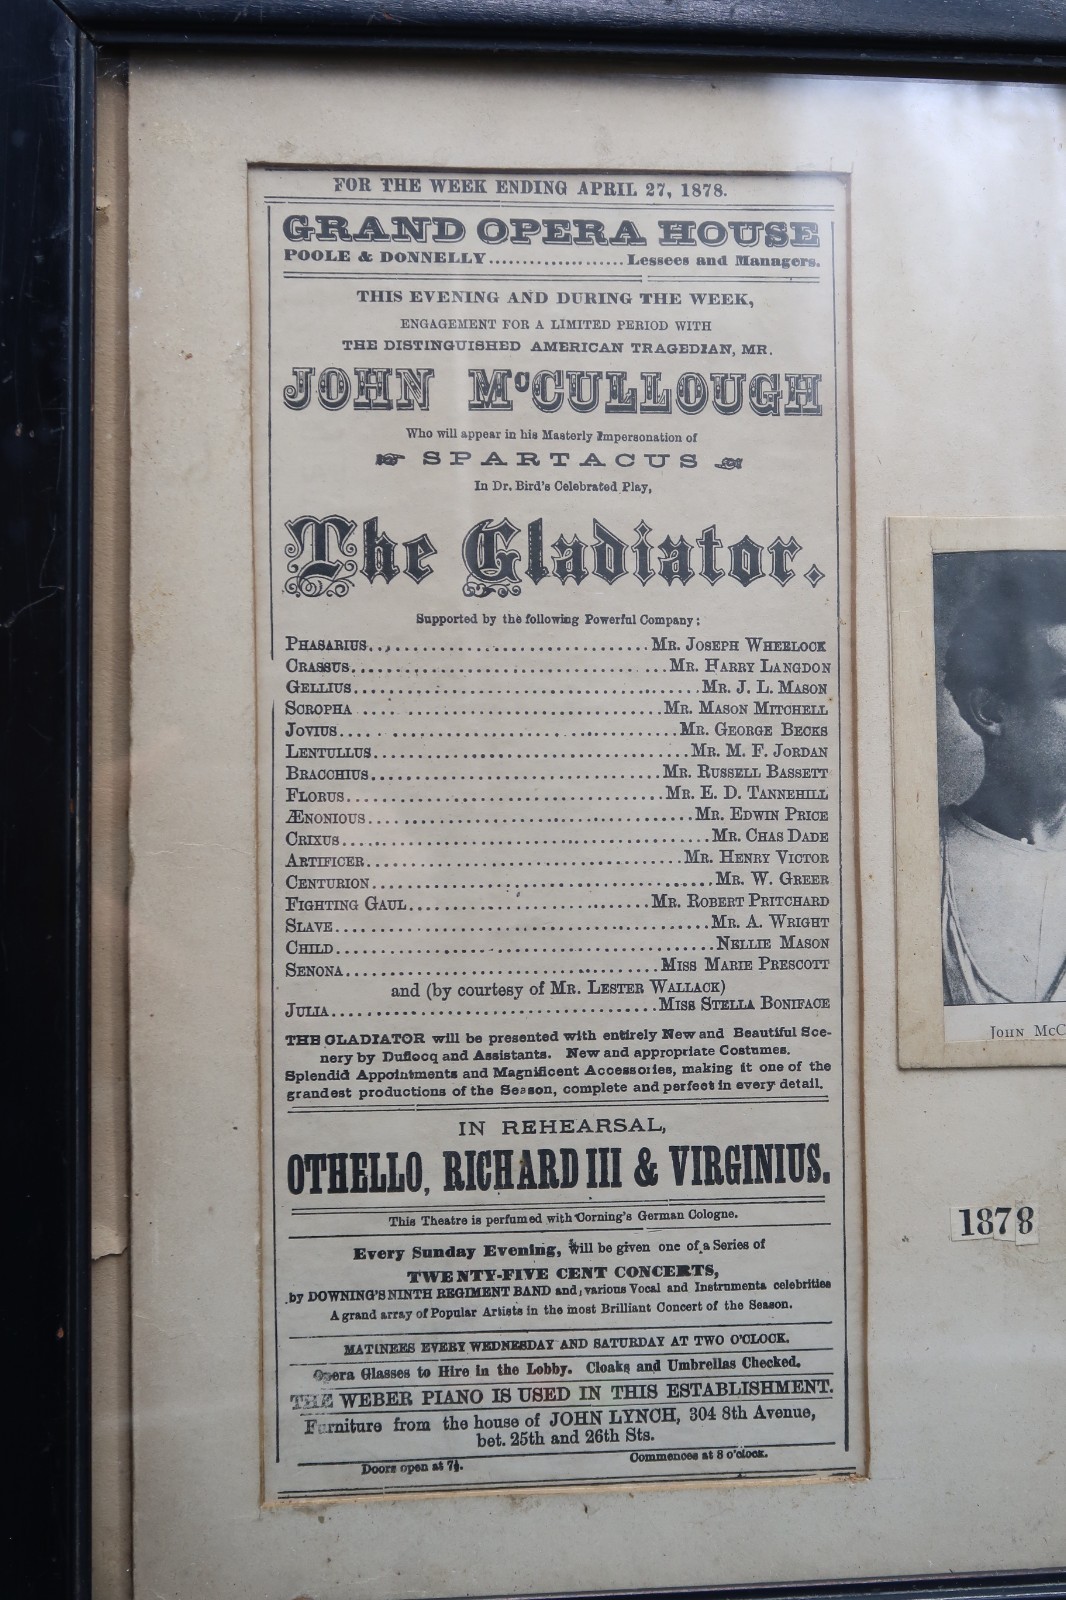 FOR THE WEEK ENDING APRIL 27, 1878.
GRAND OPERA HOUSE
POOLE & DONNELLY....................Lessees and Managers.
THIS EVENING AND DURING THE WEEK,
ENGAGEMENT FOR A LIMITED PERIOD WITH
THE DISTINGUISHED AMERICAN TRAGEDIAN, MR.
JOHN McCULLOUGH
Who will appear in his Masterly Impersonation of
SPARTACUS
In Dr. Bird's Celebrated Play,
The Gladiator.
Supported by the following Powerful Company:
PHASARIUS..............................MR. JOSEPH WHEELOCK
CRASSUS..............................MR. HARRY LANGDON
GELLIUS..............................MR. J. L. MASON
SCROPHA..............................MR. MASON MITCHELL
JOVIUS..............................MR. GEORGE BECKS
LENTULLUS..............................MR. M. F. JORDAN
BRACCHIUS..............................MR. RUSSELL BASSETT
FLORUS..............................MR. E. D. TANNEHILL
ÆNONIOUS..............................MR. EDWIN PRICE
CRIXUS..............................MR. CHAS DADE
ARTIFICER..............................MR. HENRY VICTOR
CENTURION..............................MR. W. GREER
FIGHTING GAUL..............................MR. ROBERT PRITCHARD
SLAVE..............................MR. A. WRIGHT
CHILD..............................NELLIE MASON
SENONA..............................MISS MARIE PRESCOTT
and (by courtesy of MR. LESTER WALLACK)
JULIA..............................MISS STELLA BONIFACE
THE GLADIATOR will be presented with entirely New and Beautiful Sce-
nery by Duflocq and Assistants. New and appropriate Costumes.
Splendid Appointments and Magnificent Accessories, making it one of the
grandest productions of the Season, complete and perfect in every detail.
IN REHEARSAL,
OTHELLO, RICHARD III & VIRGINIUS.
This Theatre is perfumed with Corning's German Cologne.
Every Sunday Evening, will be given one of a Series of
TWENTY-FIVE CENT CONCERTS,
by DOWNING'S NINTH REGIMENT BAND and, various Vocal and Instrumenta celebrities
A grand array of Popular Artists in the most Brilliant Concert of the Season.
MATINEES EVERY WEDNESDAY AND SATURDAY AT TWO O'CLOCK.
Opera Glasses to Hire in the Lobby. Cloaks and Umbrellas Checked.
THE WEBER PIANO IS USED IN THIS ESTABLISHMENT.
Furniture from the house of JOHN LYNCH, 304 8th Avenue,
bet. 25th and 26th Sts.
Doors open at 7½. Commences at 8 o'clock.
JOHN McC
1878